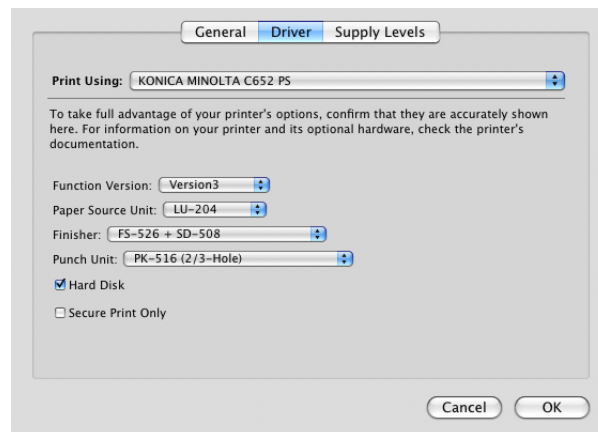 General Driver Supply Levels
Print Using: KONICA MINOLTA C652 PS
To take full advantage of your printer's options, confirm that they are accurately shown
here. For information on your printer and its optional hardware, check the printer's
documentation.
Function Version: Version3
Paper Source Unit: LU-204
Finisher: FS-526 + SD-508
Punch Unit: PK-516 (2/3-Hole)
Hard Disk
Secure Print Only
Cancel OK